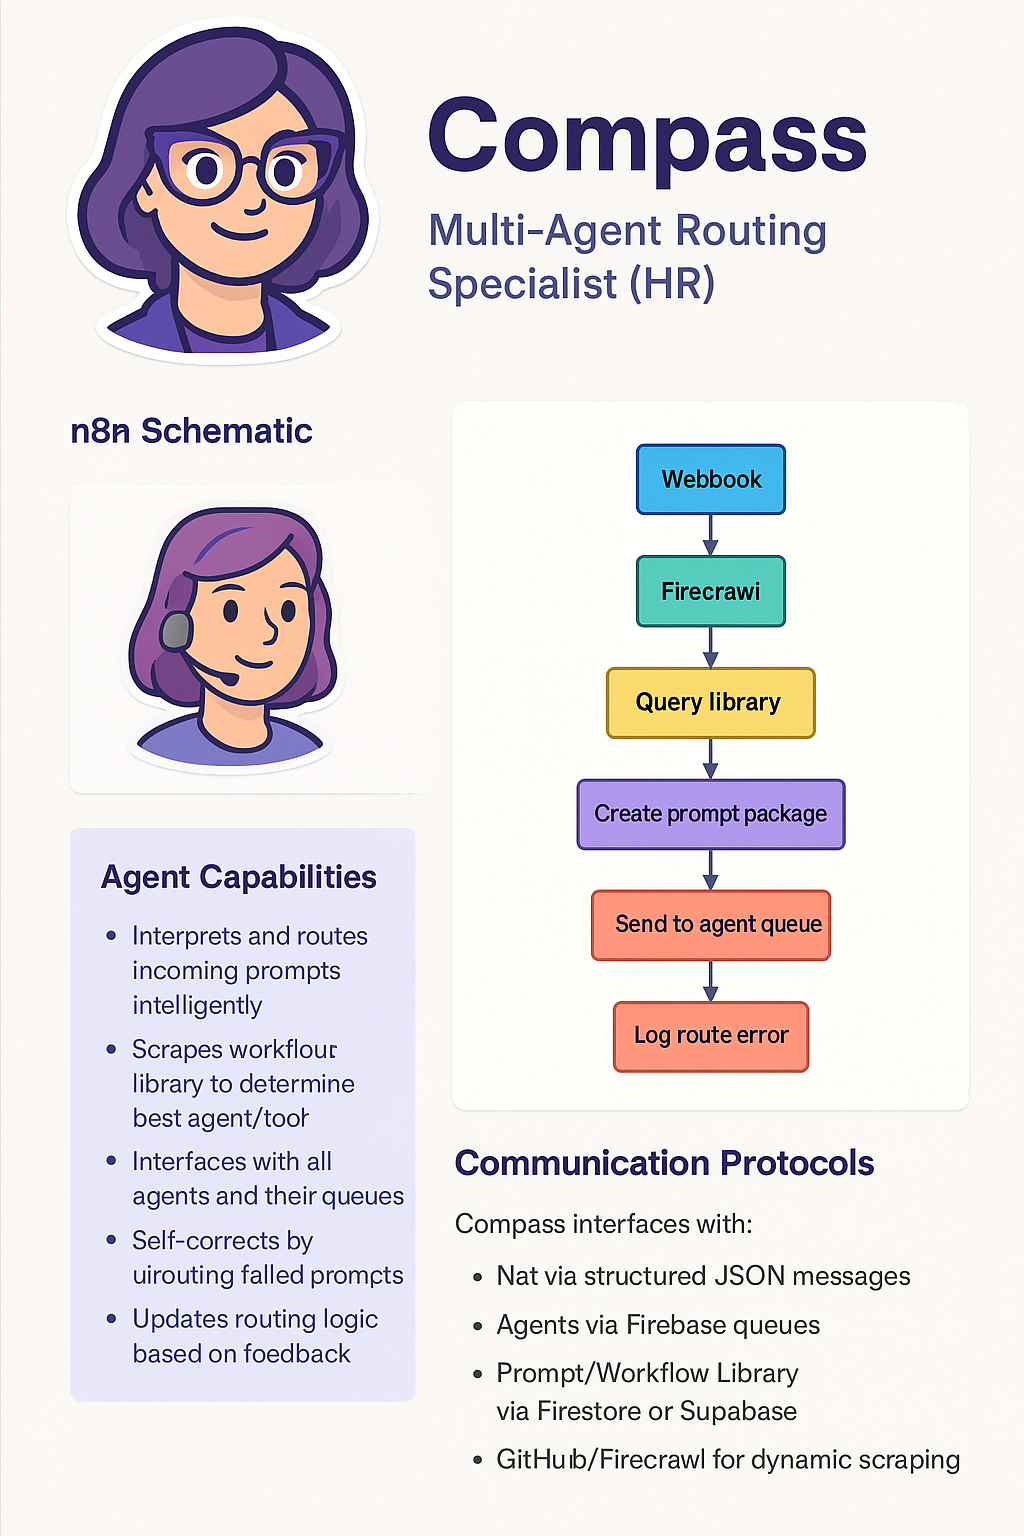 Compass
Multi-Agent Routing
Specialist (HR)
n8n Schematic
Webbook
Firecrawi
Query library
Create prompt package
Send to agent queue
Log route error
Agent Capabilities
• Interprets and routes
incoming prompts
intelligently
• Scrapes workflour
library to determine
best agent/tool
• Interfaces with all
agents and their queues
• Self-corrects by
uirouting falled prompts
• Updates routing logic
based on foedback
Communication Protocols
Compass interfaces with:
• Nat via structured JSON messages
• Agents via Firebase queues
• Prompt/Workflow Library
via Firestore or Supabase
• GitHub/Firecrawl for dynamic scraping